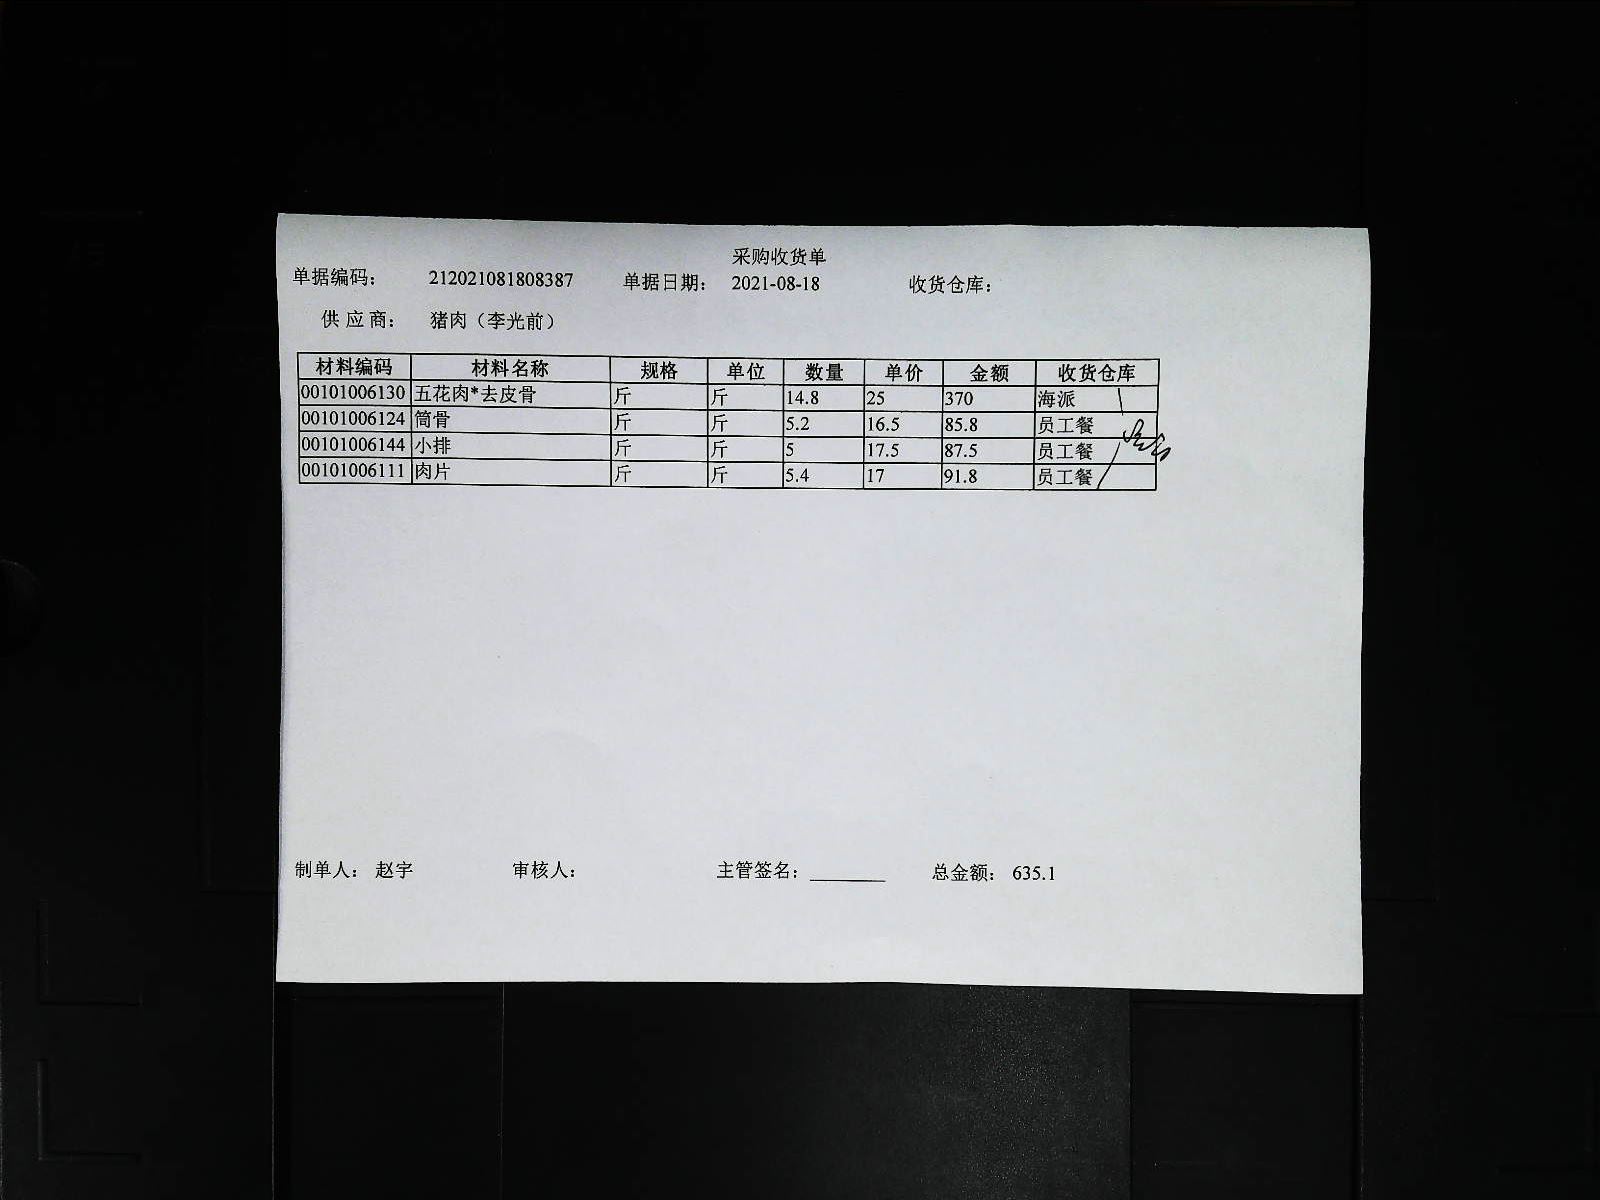 采购收货单
单据编码： 212021081808387 单据日期： 2021-08-18 收货仓库：
供 应 商： 猪肉（李光前）
材料编码 材料名称 规格 单位 数量 单价 金额 收货仓库
00101006130 五花肉*去皮骨 斤 斤 14.8 25 370 海派
00101006124 筒骨 斤 斤 5.2 16.5 85.8 员工餐
00101006144 小排 斤 斤 5 17.5 87.5 员工餐
00101006111 肉片 斤 斤 5.4 17 91.8 员工餐
制单人： 赵宇 审核人： 主管签名：________ 总金额： 635.1